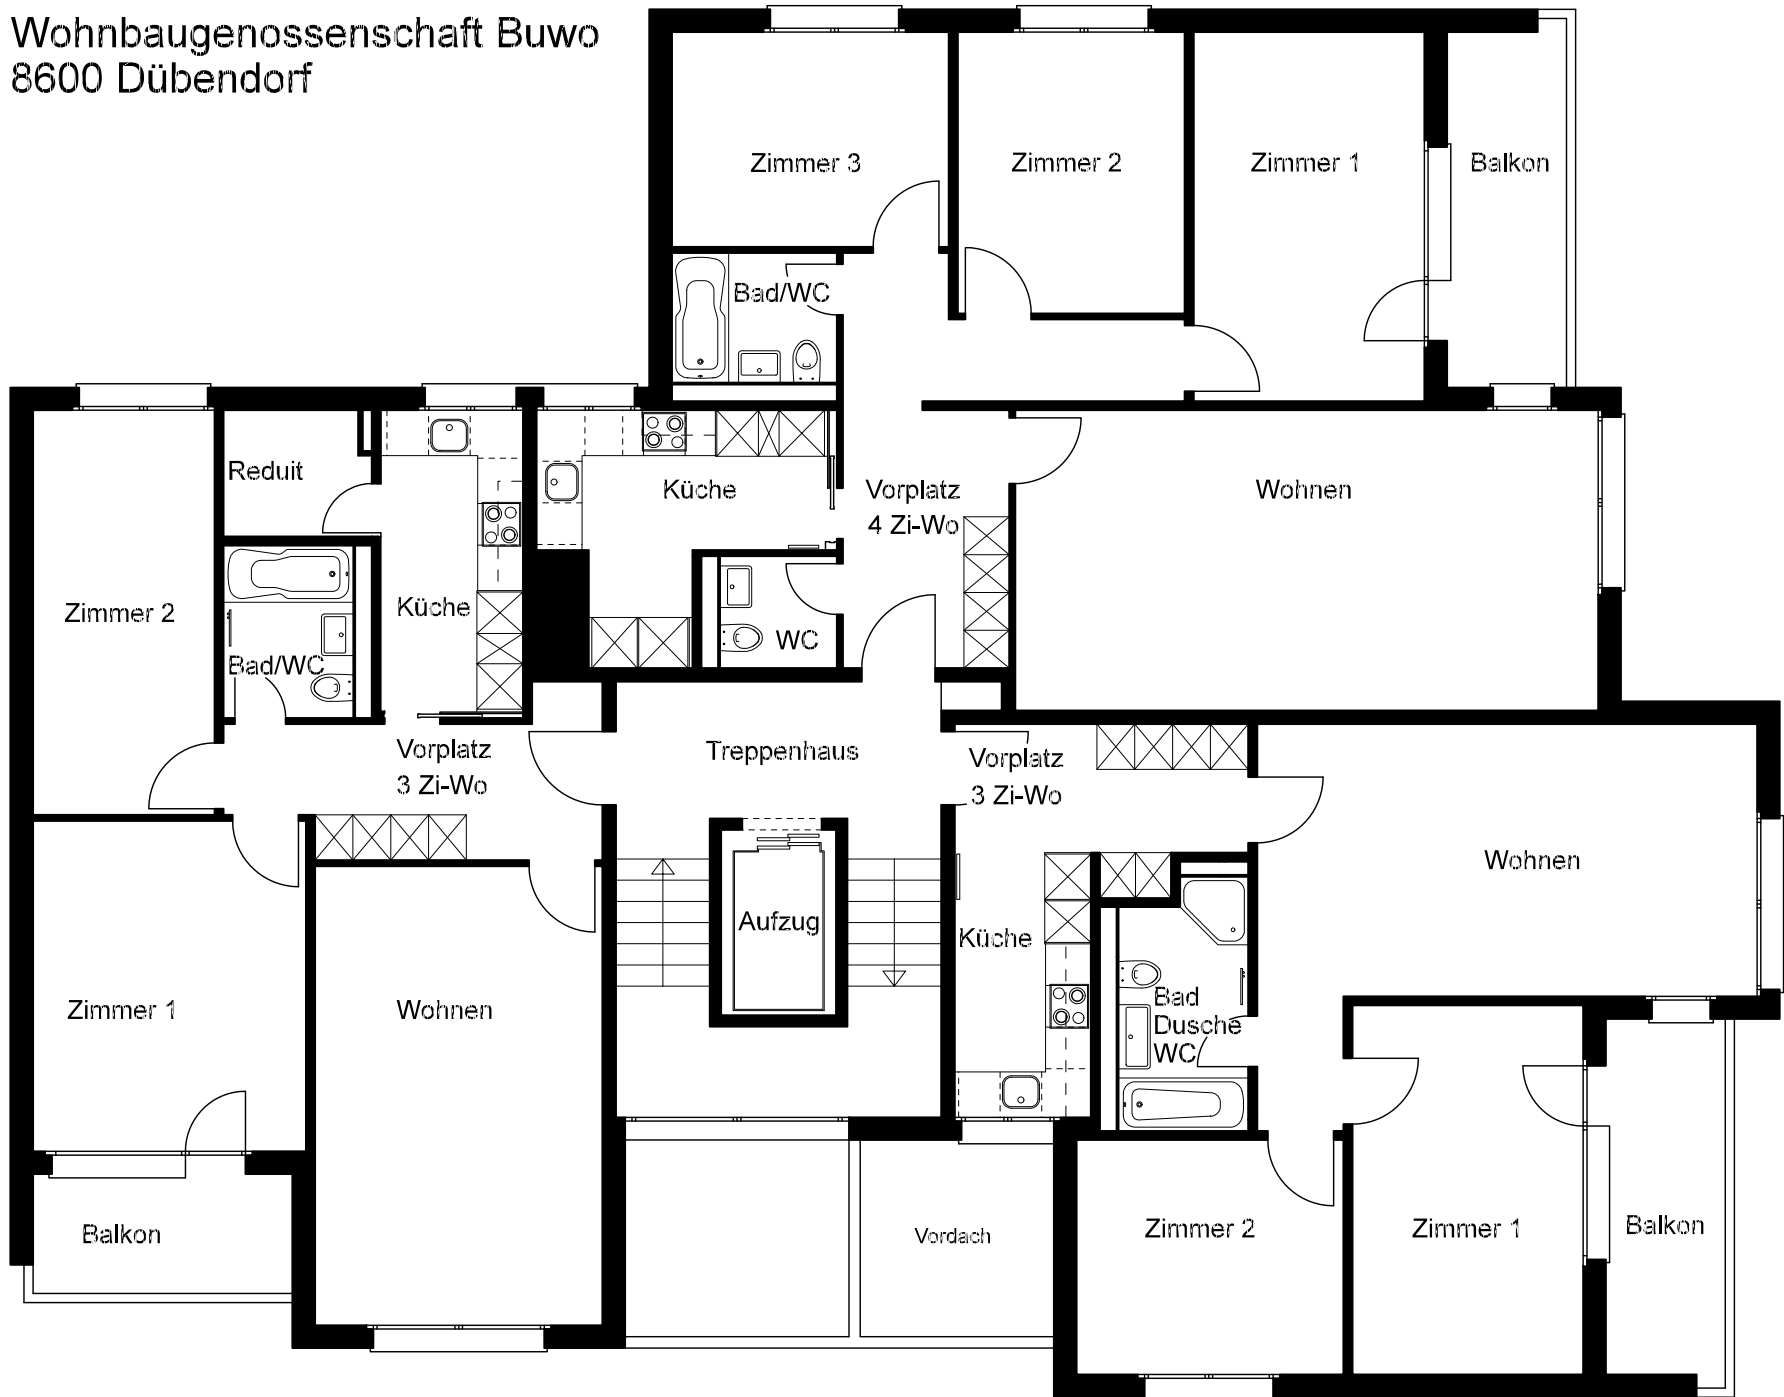 Wohnbaugenossenschaft Buwo
8600 Dübendorf
Zimmer 3
Zimmer 2
Zimmer 1
Balkon
Bad/WC
Reduit
Küche
Vorplatz
4 Zi-Wo
Wohnen
Zimmer 2
Küche
WC
Bad/WC
Vorplatz
3 Zi-Wo
Treppenhaus
Vorplatz
3 Zi-Wo
Wohnen
Aufzug
Küche
Zimmer 1
Wohnen
Bad
Dusche
WC
Balkon
Vordach
Zimmer 2
Zimmer 1
Balkon